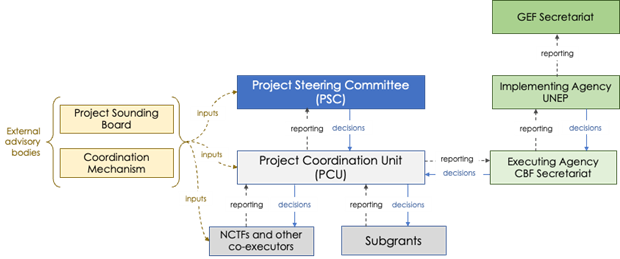 GEF Secretariat
reporting
Project Steering Committee
(PSC)
Implementing Agency
UNEP
Project Sounding
Board
inputs
External
advisory
bodies
reporting
decisions
reporting
decisions
Coordination
Mechanism
inputs
Project Coordination Unit
(PCU)
reporting
decisions
Executing Agency
CBF Secretariat
inputs
reporting
decisions
reporting
decisions
NCTFs and other
co-executors
Subgrants